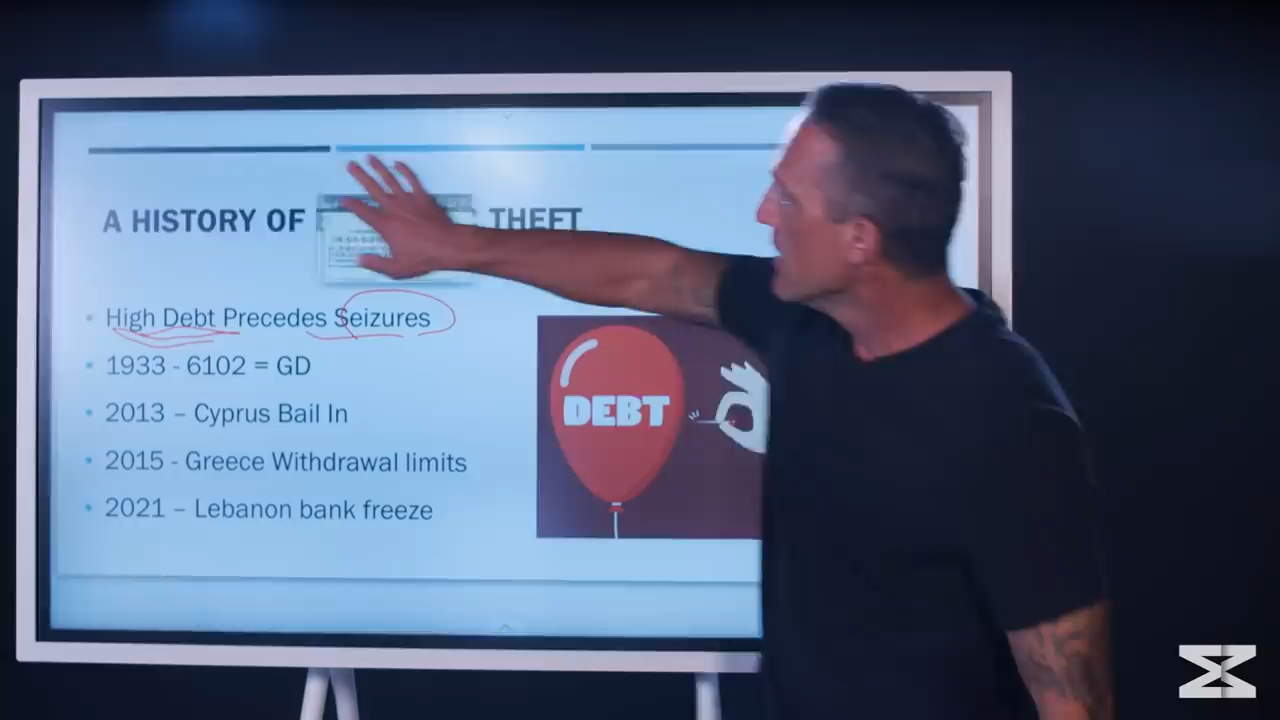 A HISTORY OF THEFT
High Debt Precedes Seizures
1933 - 6102 = GD
2013 – Cyprus Bail In
2015 - Greece Withdrawal limits
2021 – Lebanon bank freeze
DEBT